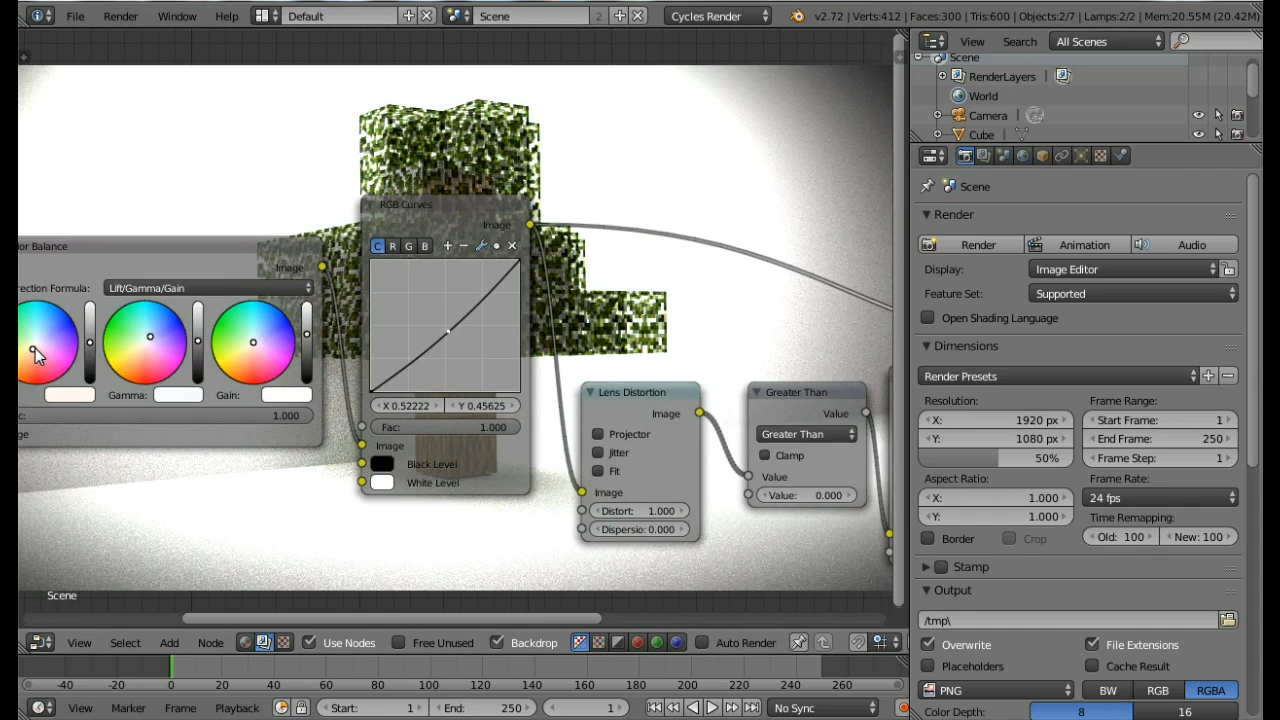 File Render Window Help Default Scene 2 Cycles Render v2.72 | Verts:412 | Faces:300 | Tris:600 | Objects:2/7 | Lamps:2/2 | Mem:20.55M (20.42M)
View Search All Scenes
Scene
RenderLayers
World
Camera
Cube
Scene
Render
Render Animation Audio
Display: Image Editor
Feature Set: Supported
Open Shading Language
Dimensions
Render Presets
Resolution: Frame Range:
X: 1920 px Start Frame: 1
Y: 1080 px End Frame: 250
50% Frame Step: 1
Aspect Ratio: Frame Rate:
X: 1.000 24 fps
Y: 1.000 Time Remapping:
Border Crop Old: 100 New: 100
Stamp
Output
/tmp\
Overwrite File Extensions
Placeholders Cache Result
PNG BW RGB RGBA
Color Depth: 8 16
lor Balance
Image
rection Formula: Lift/Gamma/Gain
Gamma: Gain:
c: 1.000
ge
RGB Curves
Image
C R G B
X 0.52222 Y 0.45625
Fac: 1.000
Image
Black Level
White Level
Lens Distortion
Image
Projector
Jitter
Fit
Image
Distort: 1.000
Dispersio: 0.000
Greater Than
Value
Greater Than
Clamp
Value
Value: 0.000
Scene
View Select Add Node Use Nodes Free Unused Backdrop Auto Render
-40 -20 0 20 40 60 80 100 120 140 160 180 200 220 240 260
View Marker Frame Playback Start: 1 End: 250 1 No Sync